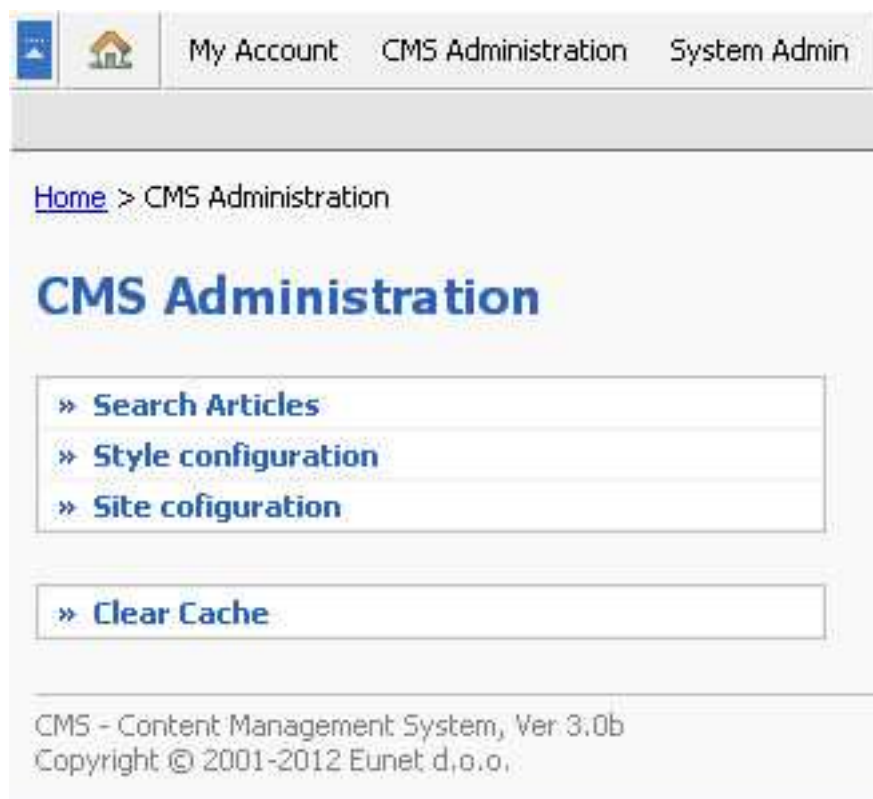 My Account CMS Administration System Admin
Home > CMS Administration
CMS Administration
» Search Articles
» Style configuration
» Site cofiguration
» Clear Cache
CMS - Content Management System, Ver 3.0b
Copyright © 2001-2012 Eunet d.o.o.